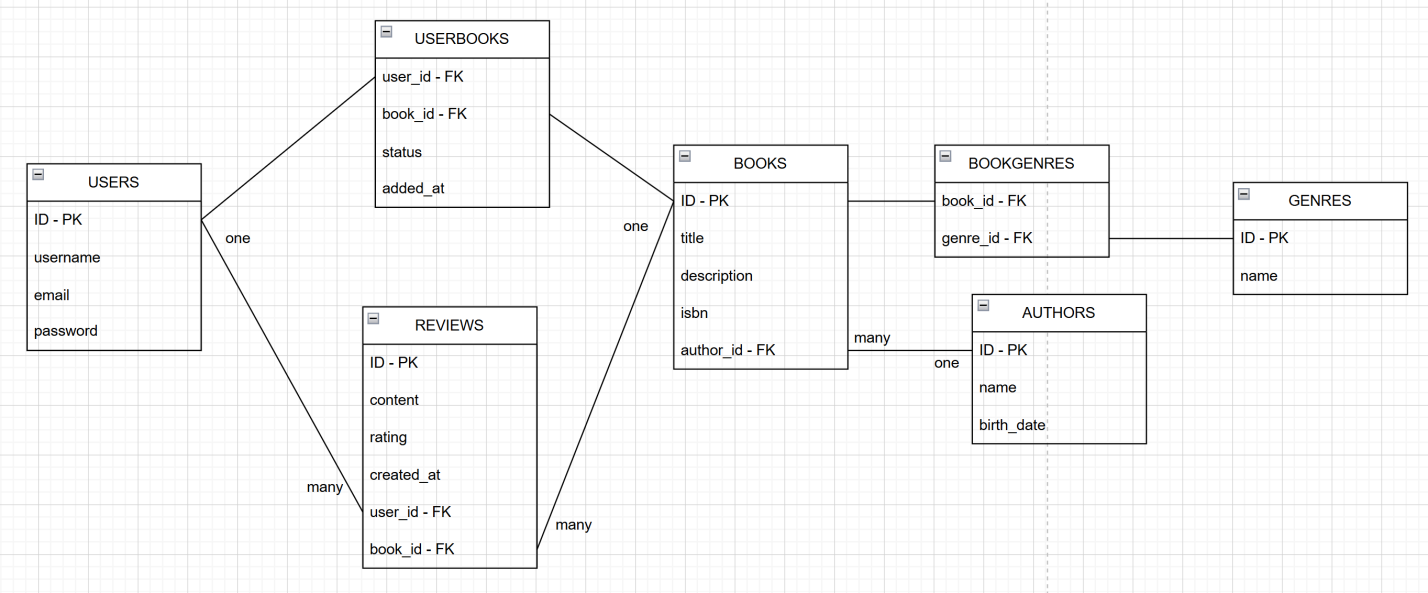 USERBOOKS
user_id - FK
book_id - FK
status
added_at
USERS
ID - PK
username
email
password
one
many
REVIEWS
ID - PK
content
rating
created_at
user_id - FK
book_id - FK
one
many
BOOKS
ID - PK
title
description
isbn
author_id - FK
many
one
BOOKGENRES
book_id - FK
genre_id - FK
GENRES
ID - PK
name
AUTHORS
ID - PK
name
birth_date